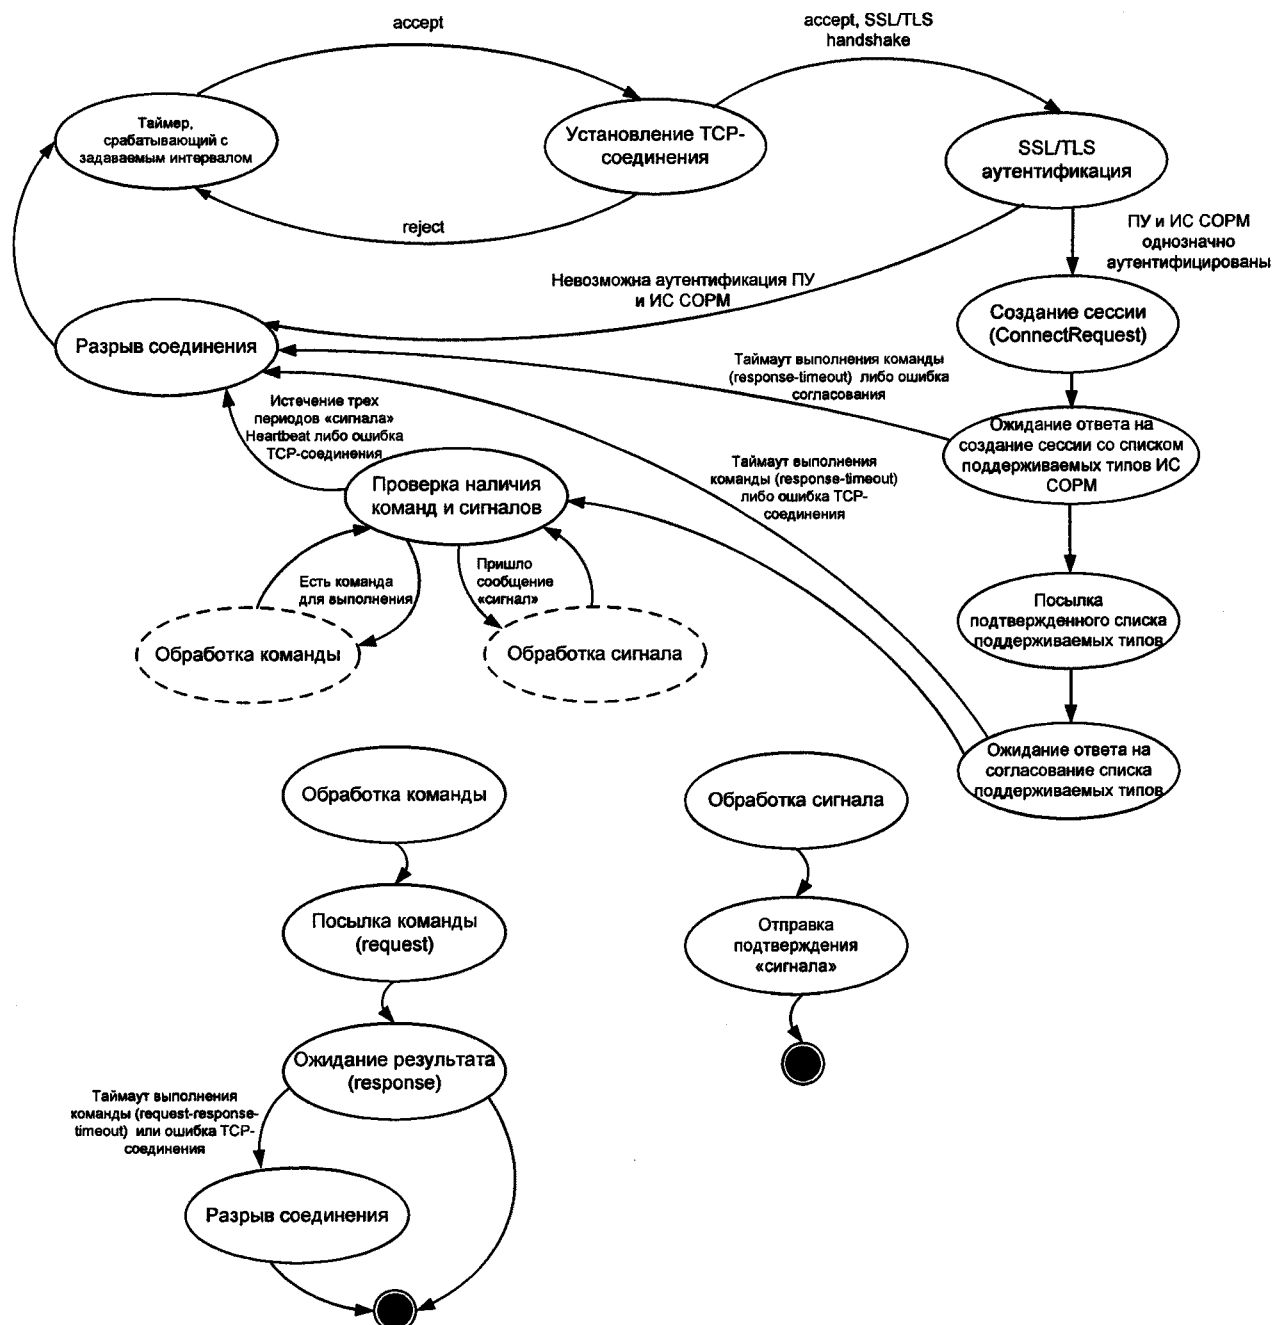 accept
accept, SSL/TLS
handshake
Таймер,
срабатывающий с
задаваемым интервалом
Установление TCP-
соединения
SSL/TLS
аутентификация
reject
ПУ и ИС СОРМ
однозначно
аутентифицированы
Невозможна аутентификация ПУ
и ИС СОРМ
Создание сессии
(ConnectRequest)
Разрыв соединения
Таймаут выполнения команды
(response-timeout) либо ошибка
согласования
Истечение трех
периодов «сигнала»
Heartbeat либо ошибка
TCP-соединения
Ожидание ответа на
создание сессии со списком
поддерживаемых типов ИС
СОРМ
Таймаут выполнения
команды (response-timeout)
либо ошибка TCP-
соединения
Проверка наличия
команд и сигналов
Есть команда
для выполнения
Пришло
сообщение
«сигнал»
Посылка
подтвержденного списка
поддерживаемых типов
Обработка команды
Обработка сигнала
Ожидание ответа на
согласование списка
поддерживаемых типов
Обработка команды
Обработка сигнала
Посылка команды
(request)
Отправка
подтверждения
«сигнала»
Ожидание результата
(response)
Таймаут выполнения
команды (request-response-
timeout) или ошибка TCP-
соединения
Разрыв соединения